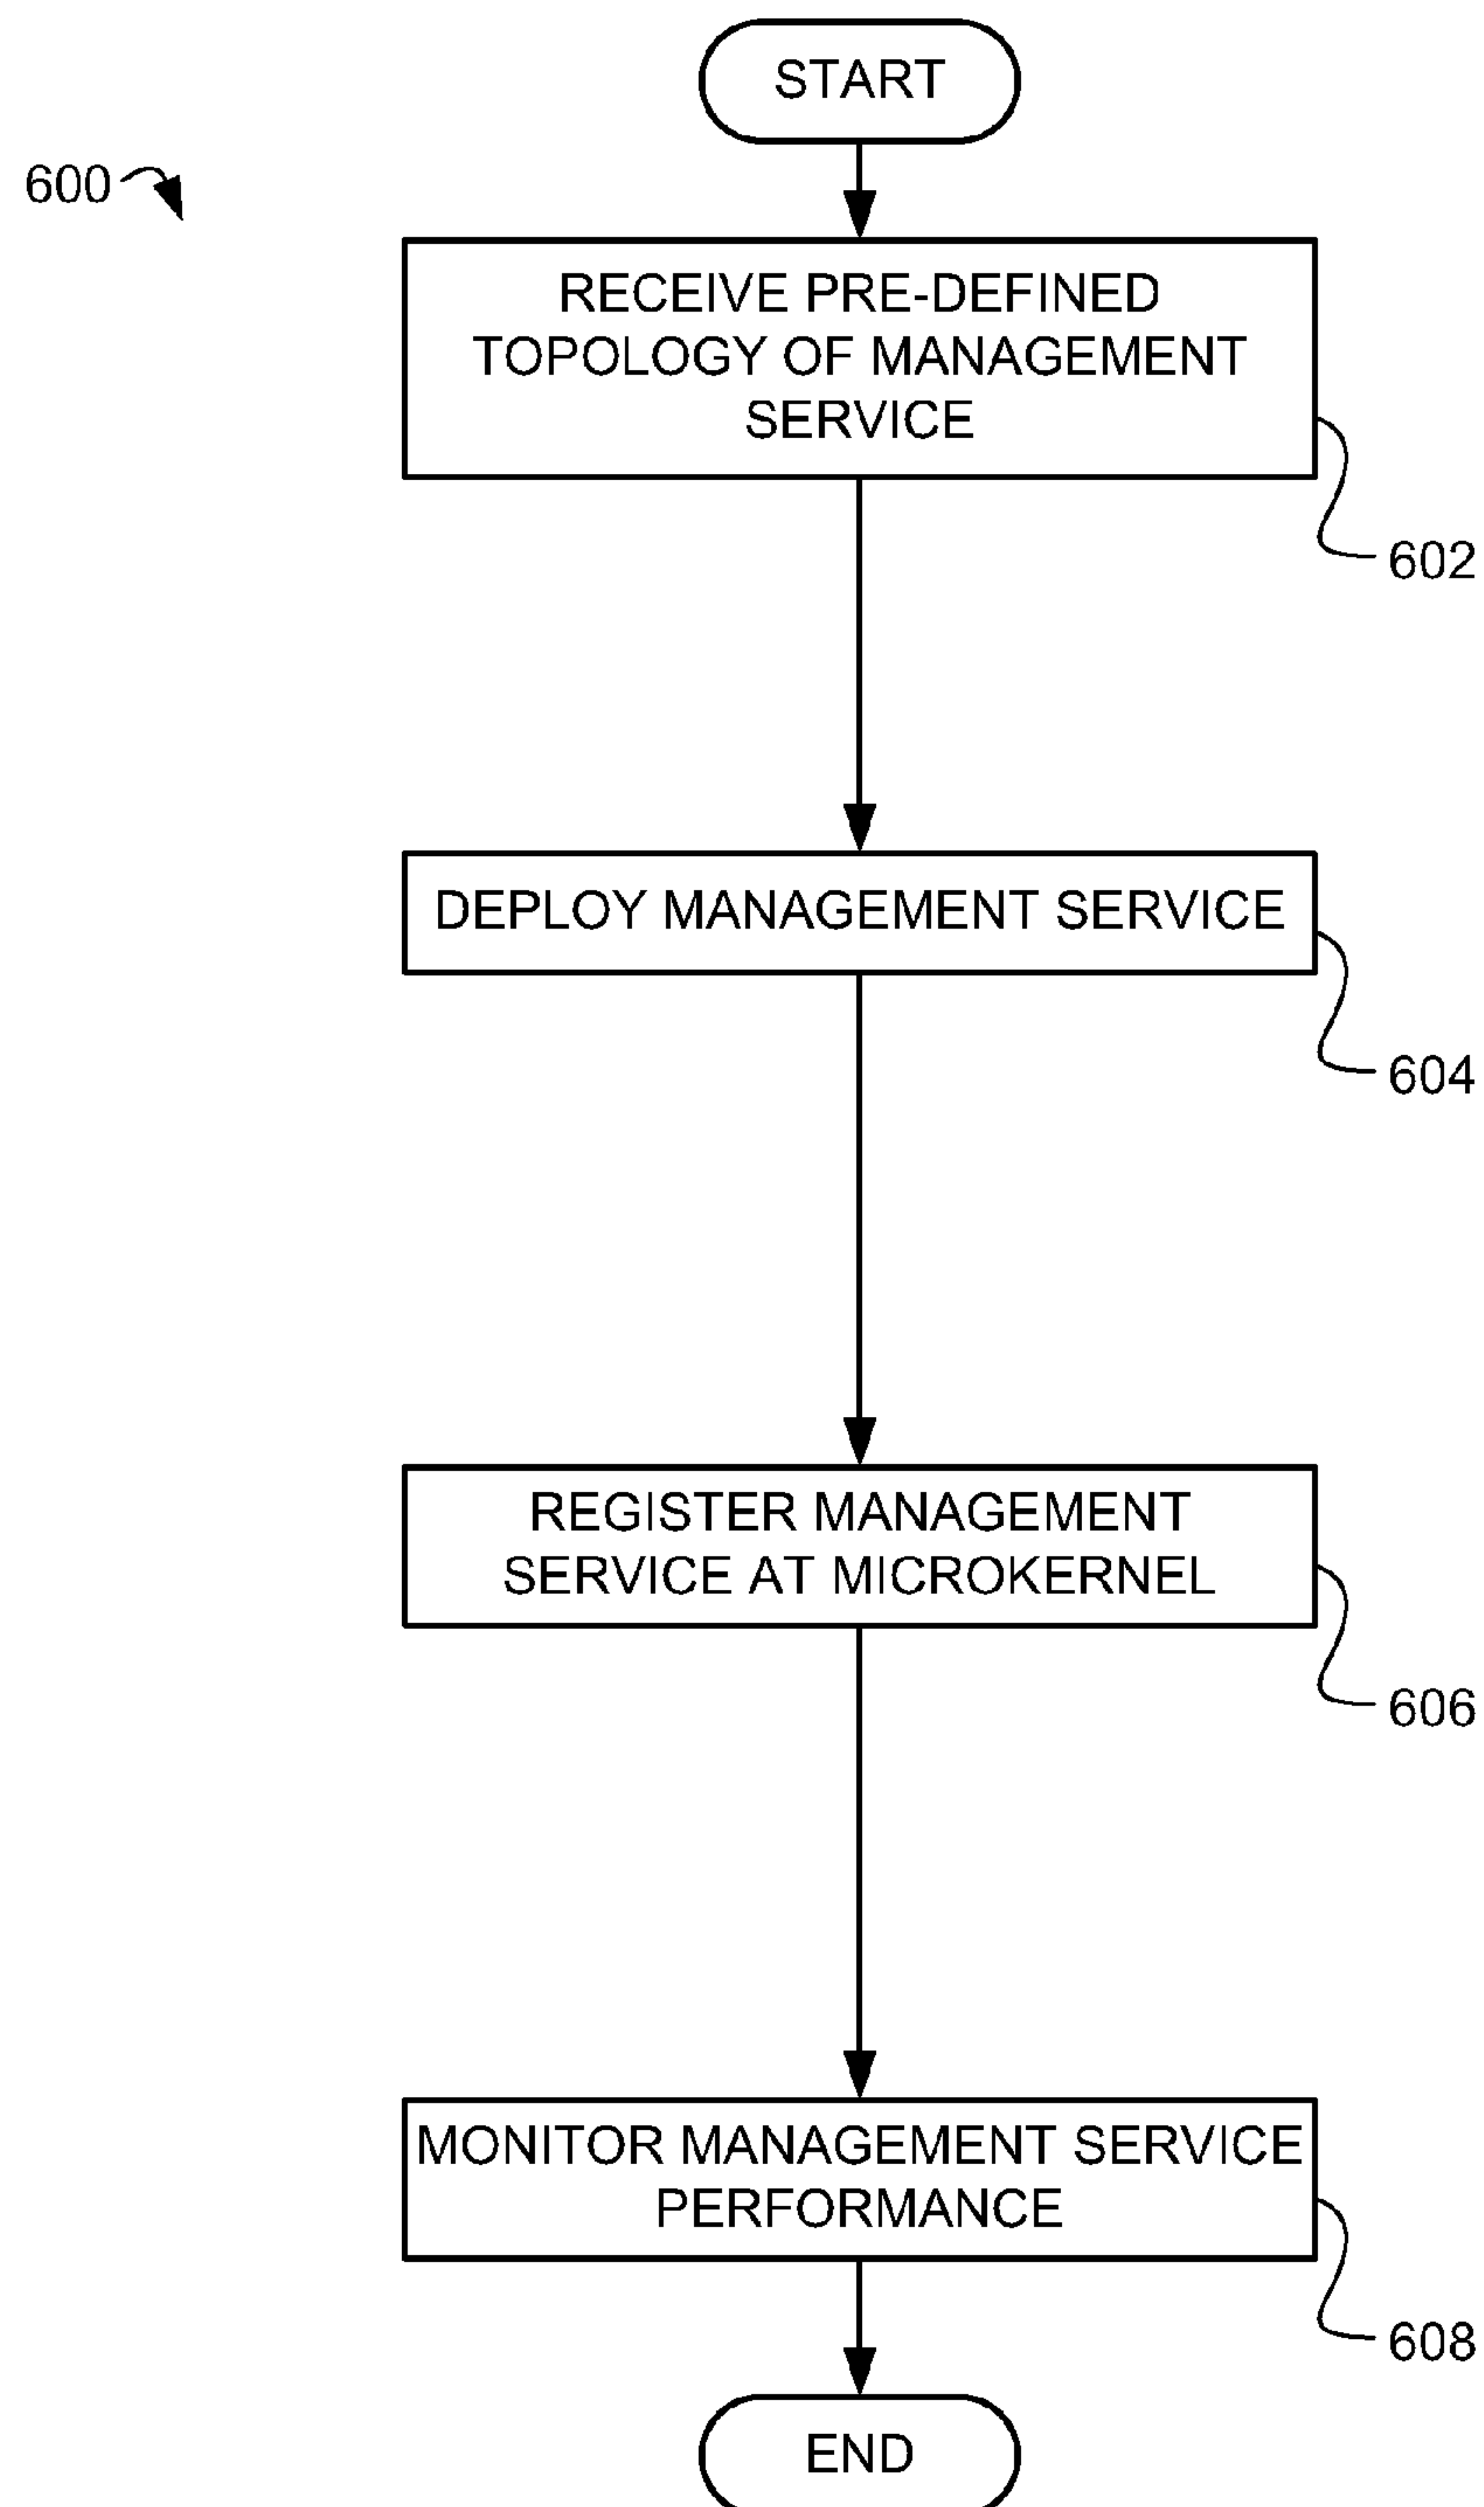 START
600
RECEIVE PRE-DEFINED
TOPOLOGY OF MANAGEMENT
SERVICE
602
DEPLOY MANAGEMENT SERVICE
604
REGISTER MANAGEMENT
SERVICE AT MICROKERNEL
606
MONITOR MANAGEMENT SERVICE
PERFORMANCE
608
END